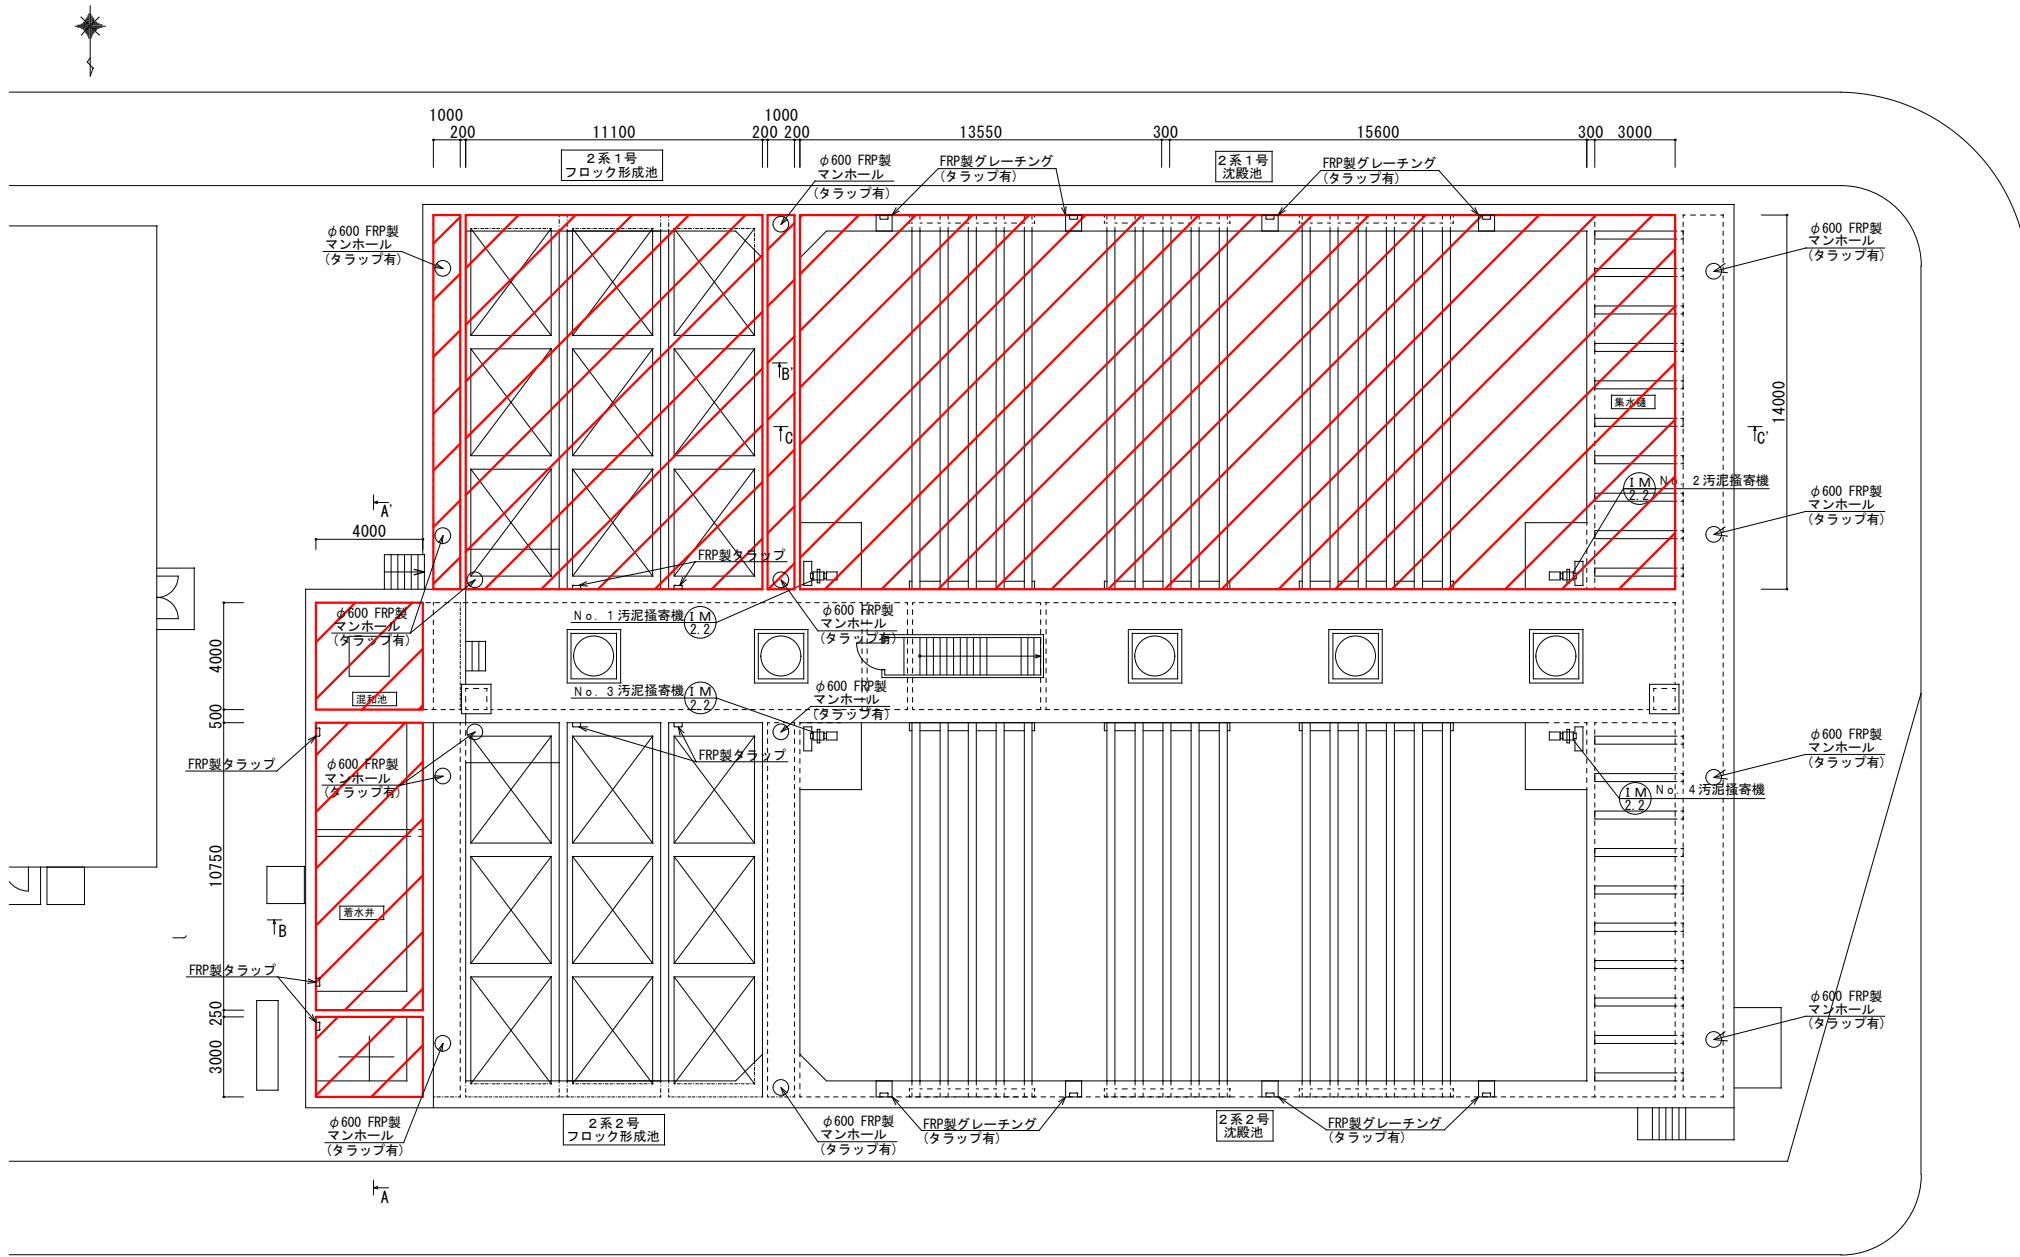 1000
200
11100
1000
200 200
13550
300
15600
300 3000
2系1号
フロック形成池
φ600 FRP製
マンホール
(タラップ有)
FRP製グレーチング
(タラップ有)
2系1号
沈殿池
FRP製グレーチング
(タラップ有)
φ600 FRP製
マンホール
(タラップ有)
φ600 FRP製
マンホール
(タラップ有)
B'
C
集水樋
14000
C'
A'
4000
IM
2.2
No. 2汚泥掻寄機
φ600 FRP製
マンホール
(タラップ有)
FRP製タラップ
φ600 FRP製
マンホール
(タラップ有)
No. 1汚泥掻寄機
IM
2.2
φ600 FRP製
マンホール
(タラップ有)
4000
混和池
No. 3汚泥掻寄機
IM
2.2
φ600 FRP製
マンホール
(タラップ有)
500
FRP製タラップ
φ600 FRP製
マンホール
(タラップ有)
FRP製タラップ
φ600 FRP製
マンホール
(タラップ有)
IM
2.2
No. 4汚泥掻寄機
10750
着水井
B
FRP製タラップ
250
3000
φ600 FRP製
マンホール
(タラップ有)
φ600 FRP製
マンホール
(タラップ有)
2系2号
フロック形成池
φ600 FRP製
マンホール
(タラップ有)
FRP製グレーチング
(タラップ有)
2系2号
沈殿池
FRP製グレーチング
(タラップ有)
A